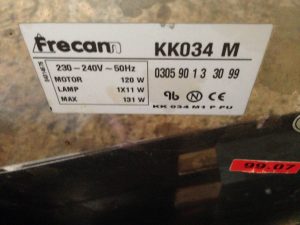 Frecan
KK034 M
230-240V~50Hz
MOTOR 120 W
LAMP 1X11 W
MAX 131 W
0305 90 1 3 30 99
KK 034 M1 P PU
99.07